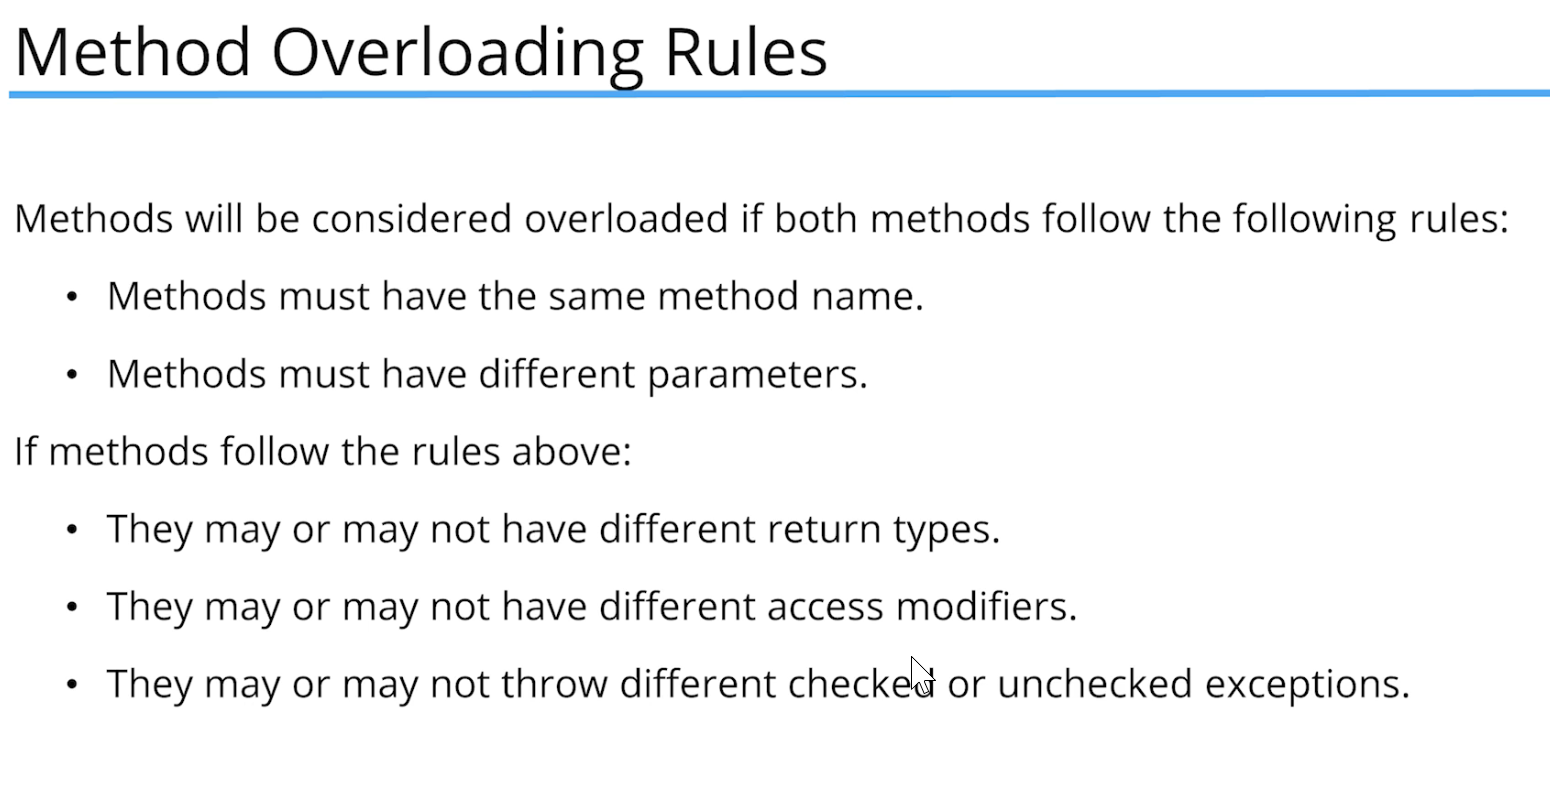 Method Overloading Rules
Methods will be considered overloaded if both methods follow the following rules:
• Methods must have the same method name.
• Methods must have different parameters.
If methods follow the rules above:
• They may or may not have different return types.
• They may or may not have different access modifiers.
• They may or may not throw different checked or unchecked exceptions.